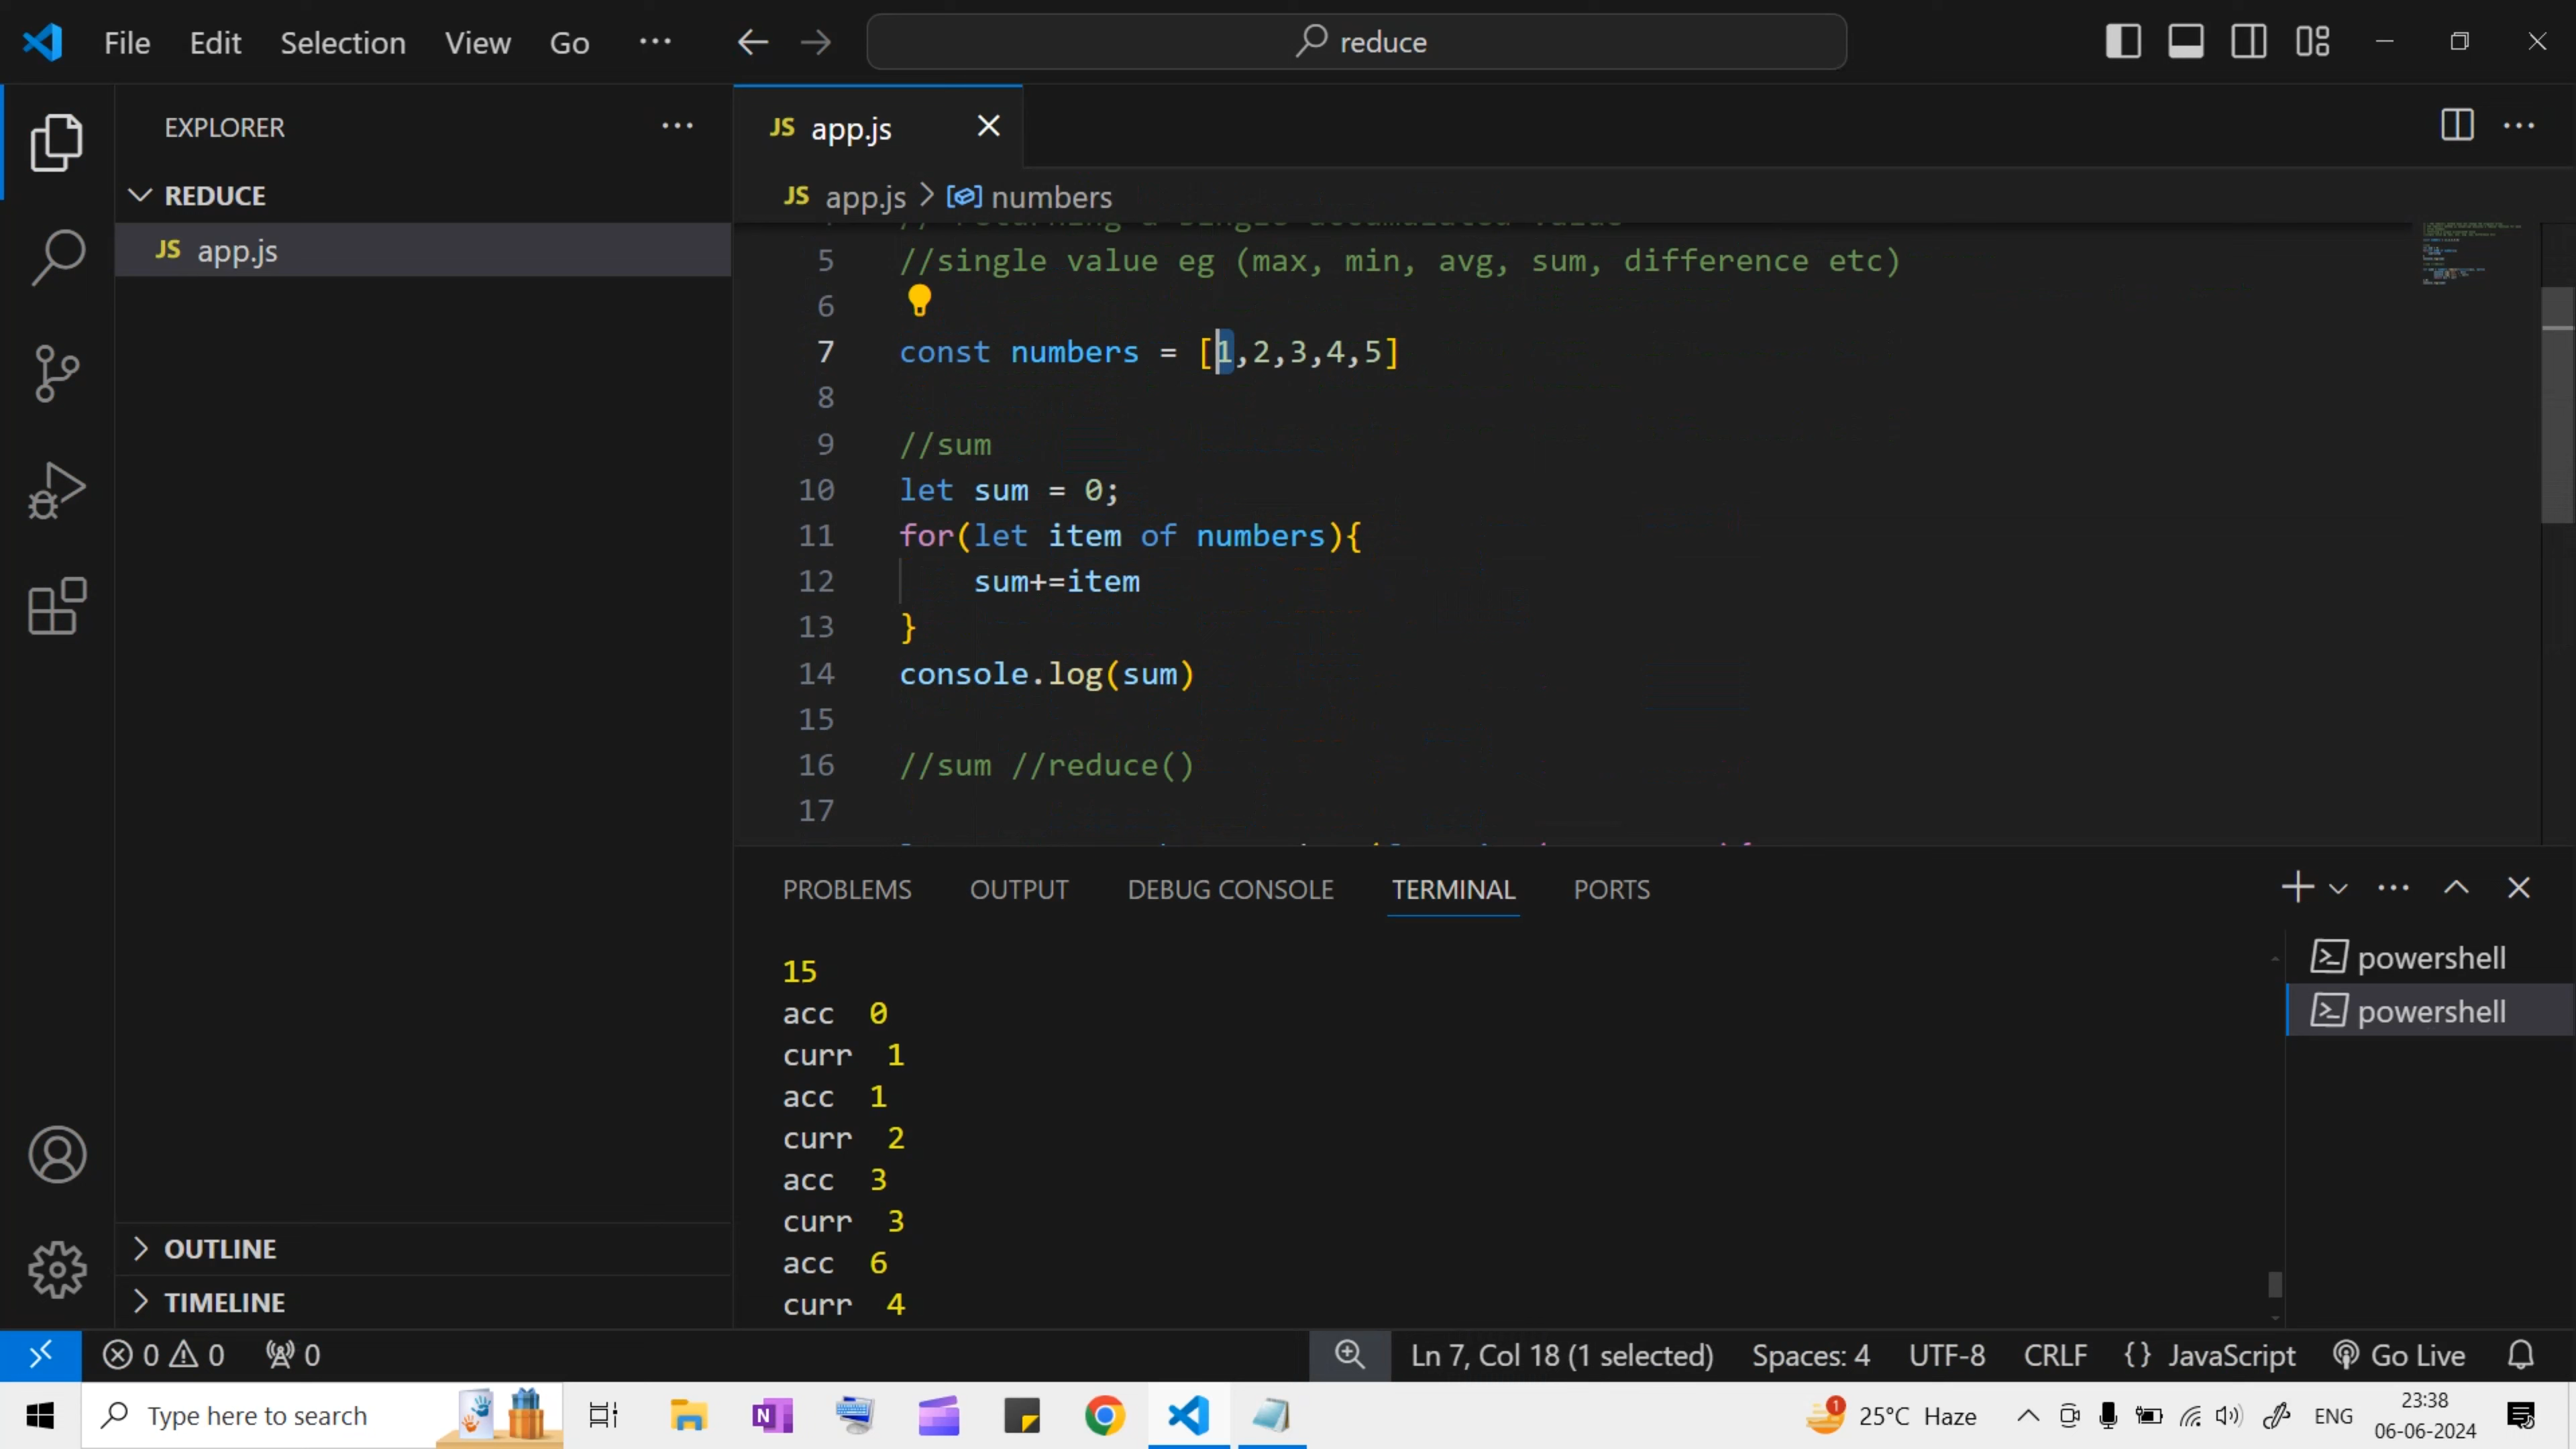 File Edit Selection View Go ... reduce
EXPLORER ...
JS app.js
REDUCE
JS app.js > numbers
JS app.js
5 //single value eg (max, min, avg, sum, difference etc)
6
7 const numbers = [1,2,3,4,5]
8
9 //sum
10 let sum = 0;
11 for(let item of numbers){
12 sum+=item
13 }
14 console.log(sum)
15
16 //sum //reduce()
17
PROBLEMS OUTPUT DEBUG CONSOLE TERMINAL PORTS
15
acc 0
curr 1
acc 1
curr 2
acc 3
curr 3
acc 6
curr 4
powershell
powershell
OUTLINE
TIMELINE
0 0 0 Ln 7, Col 18 (1 selected) Spaces: 4 UTF-8 CRLF {} JavaScript Go Live
Type here to search 1 25°C Haze ENG 23:38
06-06-2024